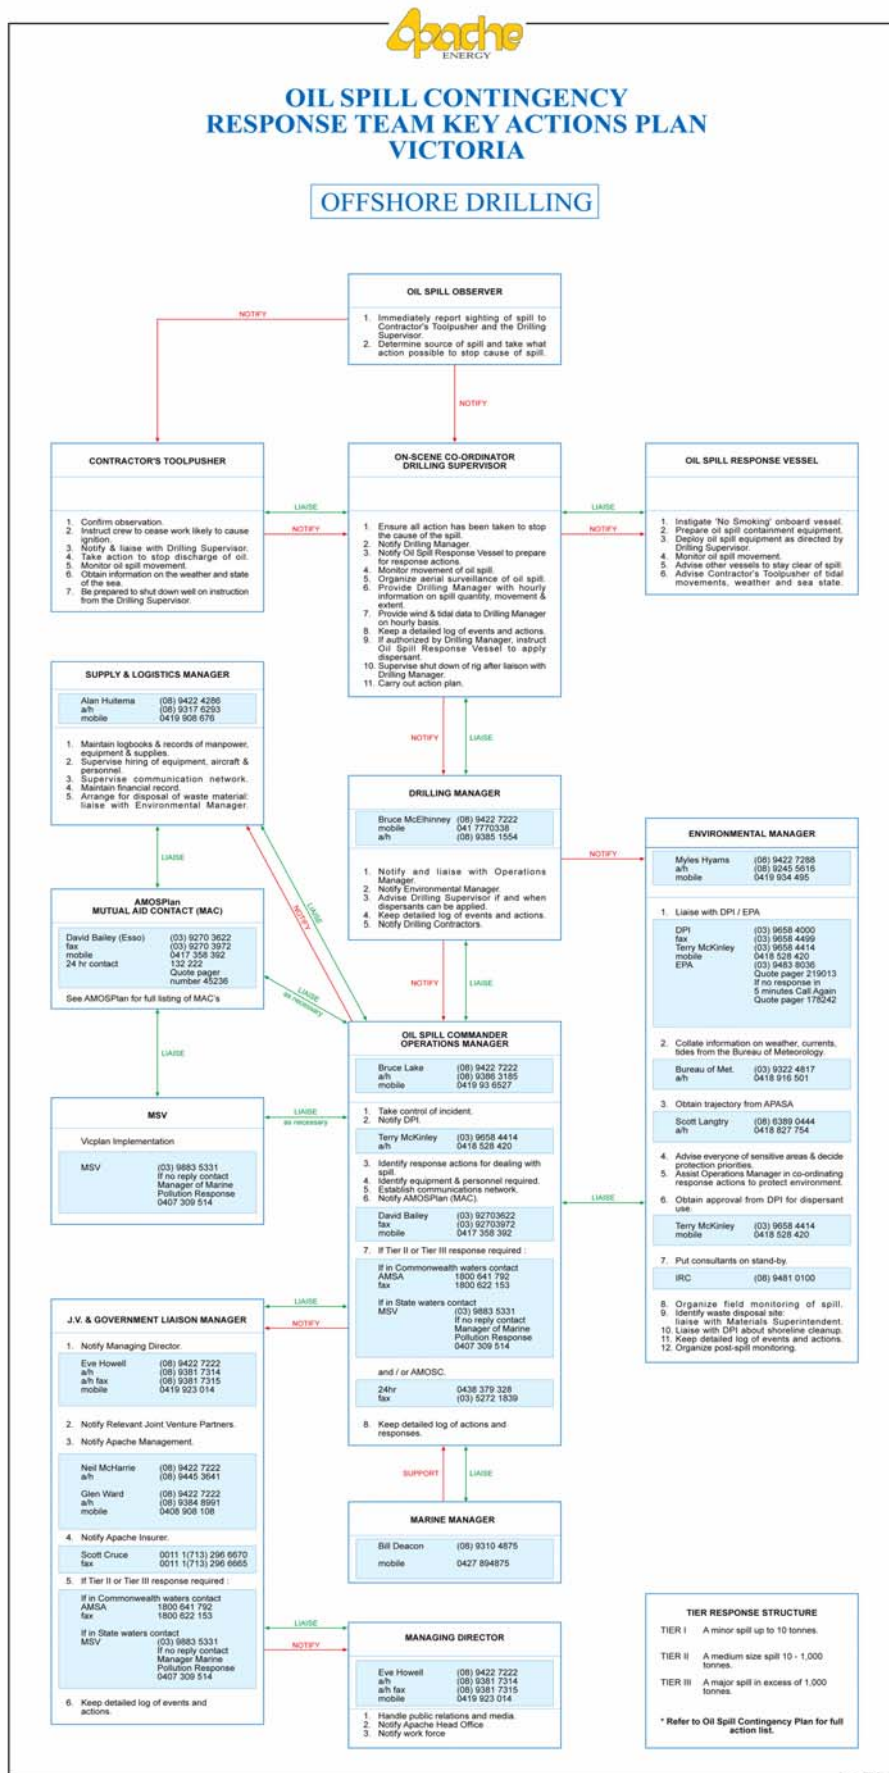 Apache
ENERGY
OIL SPILL CONTINGENCY
RESPONSE TEAM KEY ACTIONS PLAN
VICTORIA
OFFSHORE DRILLING
OIL SPILL OBSERVER
1. Immediately report sighting of spill to
Contractor's Toolpusher and the Drilling
Supervisor.
2. Determine source of spill and take what
action possible to stop cause of spill.
NOTIFY
NOTIFY
CONTRACTOR'S TOOLPUSHER
1. Confirm observation.
2. Instruct crew to cease work likely to cause
ignition.
3. Notify & liaise with Drilling Supervisor.
4. Take action to stop discharge of oil.
5. Monitor oil spill movement.
6. Obtain information on the weather and state
of the sea.
7. Be prepared to shut down well on instruction
from the Drilling Supervisor.
LIAISE
NOTIFY
ON-SCENE CO-ORDINATOR
DRILLING SUPERVISOR
1. Ensure all action has been taken to stop
the cause of the spill.
2. Notify Drilling Manager.
3. Notify Oil Spill Response Vessel to prepare
for response actions.
4. Monitor movement of oil spill.
5. Organize aerial surveillance of oil spill.
6. Provide Drilling Manager with hourly
information on spill quantity, movement &
extent.
7. Provide wind & tidal data to Drilling Manager
on hourly basis.
8. Keep a detailed log of events and actions.
9. If authorized by Drilling Manager, instruct
Oil Spill Response Vessel to apply
dispersant.
10. Supervise shut down of rig after liaison with
Drilling Manager.
11. Carry out action plan.
LIAISE
NOTIFY
OIL SPILL RESPONSE VESSEL
1. Instigate 'No Smoking' onboard vessel.
2. Prepare oil spill containment equipment.
3. Deploy oil spill equipment as directed by
Drilling Supervisor.
4. Monitor oil spill movement.
5. Advise other vessels to stay clear of spill.
6. Advise Contractor's Toolpusher of tidal
movements, weather and sea state.
SUPPLY & LOGISTICS MANAGER
Alan Huitema (08) 9422 4286
a/h (08) 9317 6293
mobile 0419 908 676
1. Maintain logbooks & records of manpower,
equipment & supplies.
2. Supervise hiring of equipment, aircraft &
personnel.
3. Supervise communication network.
4. Maintain financial record.
5. Arrange for disposal of waste material:
liaise with Environmental Manager.
NOTIFY
LIAISE
DRILLING MANAGER
Bruce McElhinney (08) 9422 7222
mobile 041 7770338
a/h (08) 9385 1554
1. Notify and liaise with Operations
Manager.
2. Notify Environmental Manager.
3. Advise Drilling Supervisor if and when
dispersants can be applied.
4. Keep detailed log of events and actions.
5. Notify Drilling Contractors.
NOTIFY
ENVIRONMENTAL MANAGER
Myles Hyams (08) 9422 7288
a/h (08) 9245 5616
mobile 0419 934 495
1. Liaise with DPI / EPA
DPI (03) 9658 4000
fax (03) 9658 4499
Terry McKinley (03) 9658 4414
mobile 0418 528 420
EPA (03) 9483 8036
Quote pager 219013
If no response in
5 minutes Call Again
Quote pager 178242
2. Collate information on weather, currents,
tides from the Bureau of Meteorology.
Bureau of Met. (03) 9322 4817
a/h 0418 916 501
3. Obtain trajectory from APASA
Scott Langtry (08) 6389 0444
a/h 0418 827 754
4. Advise everyone of sensitive areas & decide
protection priorities.
5. Assist Operations Manager in co-ordinating
response actions to protect environment.
6. Obtain approval from DPI for dispersant
use.
Terry McKinley (03) 9658 4414
mobile 0418 528 420
7. Put consultants on stand-by.
IRC (08) 9481 0100
8. Organize field monitoring of spill.
9. Identify waste disposal site:
liaise with Materials Superintendent.
10. Liaise with DPI about shoreline cleanup.
11. Keep detailed log of events and actions.
12. Organize post-spill monitoring.
LIAISE
LIAISE
NOTIFY
AMOSPlan
MUTUAL AID CONTACT (MAC)
David Bailey (Esso) (03) 9270 3622
fax (03) 9270 3972
mobile 0417 358 392
24 hr contact 132 222
Quote pager
number 45236
See AMOSPlan for full listing of MAC's
LIAISE
as necessary
NOTIFY
LIAISE
LIAISE
MSV
Vicplan Implementation
MSV (03) 9883 5331
If no reply contact
Manager of Marine
Pollution Response
0407 309 514
LIAISE
as necessary
OIL SPILL COMMANDER
OPERATIONS MANAGER
Bruce Lake (08) 9422 7222
a/h (08) 9386 3185
mobile 0419 93 6527
1. Take control of incident.
2. Notify DPI.
Terry McKinley (03) 9658 4414
a/h 0418 528 420
3. Identify response actions for dealing with
spill.
4. Identify equipment & personnel required.
5. Establish communications network.
6. Notify AMOSPlan (MAC).
David Bailey (03) 92703622
fax (03) 92703972
mobile 0417 358 392
7. If Tier II or Tier III response required :
If in Commonwealth waters contact
AMSA 1800 641 792
fax 1800 622 153
If in State waters contact
MSV (03) 9883 5331
If no reply contact
Manager of Marine
Pollution Response
0407 309 514
and / or AMOSC.
24hr 0438 379 328
fax (03) 5272 1839
8. Keep detailed log of actions and
responses.
LIAISE
LIAISE
NOTIFY
J.V. & GOVERNMENT LIAISON MANAGER
1. Notify Managing Director.
Eve Howell (08) 9422 7222
a/h (08) 9381 7314
a/h fax (08) 9381 7315
mobile 0419 923 014
2. Notify Relevant Joint Venture Partners.
3. Notify Apache Management.
Neil McHarrie (08) 9422 7222
a/h (08) 9445 3641
Glen Ward (08) 9422 7222
a/h (08) 9384 8991
mobile 0408 908 108
4. Notify Apache Insurer.
Scott Cruce 0011 1(713) 296 6670
fax 0011 1(713) 296 6665
5. If Tier II or Tier III response required :
If in Commonwealth waters contact
AMSA 1800 641 792
fax 1800 622 153
If in State waters contact
MSV (03) 9883 5331
If no reply contact
Manager Marine
Pollution Response
0407 309 514
6. Keep detailed log of events and
actions.
SUPPORT
LIAISE
MARINE MANAGER
Bill Deacon (08) 9310 4875
mobile 0427 894875
LIAISE
NOTIFY
MANAGING DIRECTOR
Eve Howell (08) 9422 7222
a/h (08) 9381 7314
a/h fax (08) 9381 7315
mobile 0419 923 014
1. Handle public relations and media.
2. Notify Apache Head Office
3. Notify work force
TIER RESPONSE STRUCTURE
TIER I A minor spill up to 10 tonnes.
TIER II A medium size spill 10 - 1,000
tonnes.
TIER III A major spill in excess of 1,000
tonnes.
* Refer to Oil Spill Contingency Plan for full
action list.